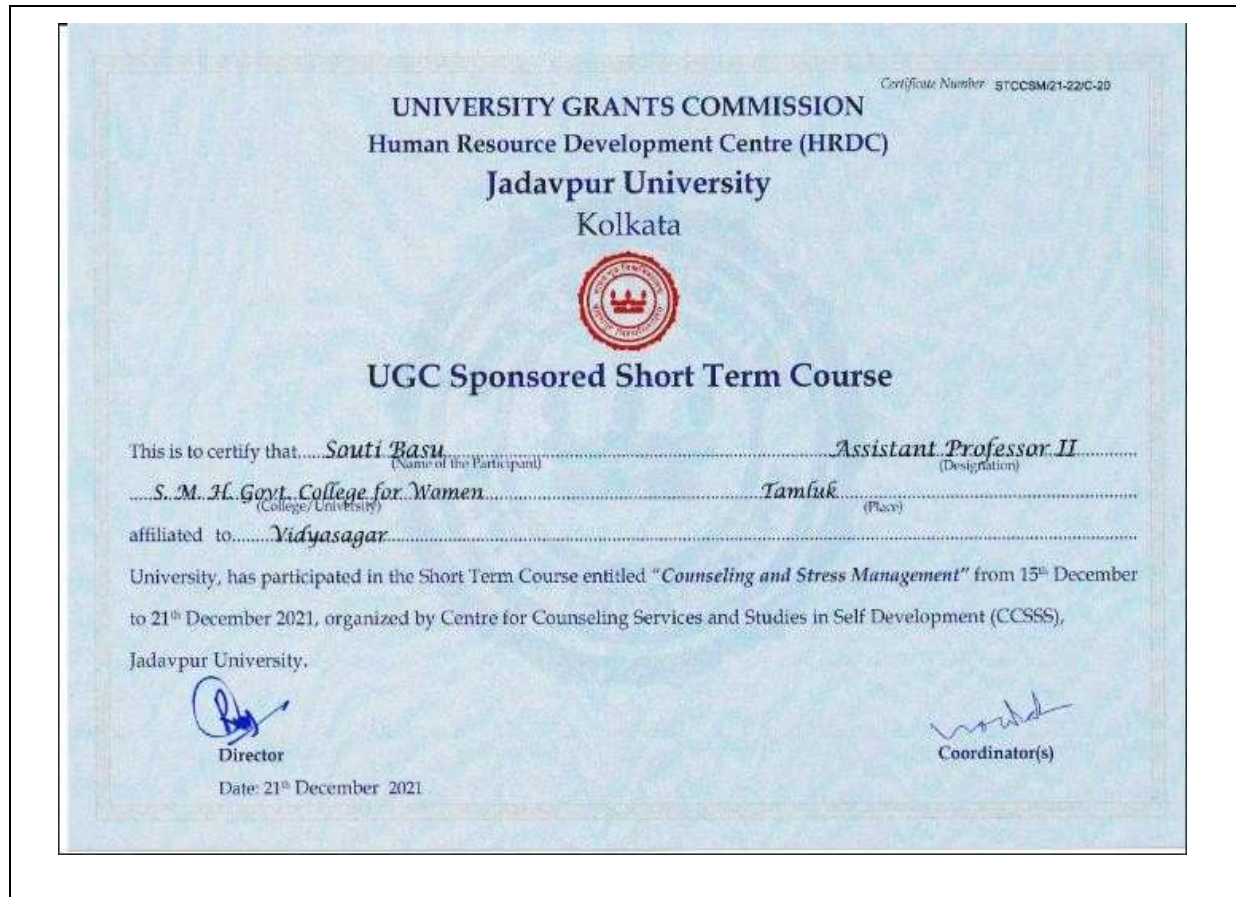 Certificate Number STCCSM/21-22/C-20
UNIVERSITY GRANTS COMMISSION
Human Resource Development Centre (HRDC)
Jadavpur University
Kolkata
UGC Sponsored Short Term Course
This is to certify that.....Souti Basu.....Assistant Professor II
(Name of the Participant) (Designation)
.....S. M. H. Govt. College for Women.....Tamluk.....
(College/University) (Place)
affiliated to.......Vidyasagar.....
University, has participated in the Short Term Course entitled "Counseling and Stress Management" from 15th December
to 21th December 2021, organized by Centre for Counseling Services and Studies in Self Development (CCSSS),
Jadavpur University.
Director Coordinator(s)
Date: 21th December 2021